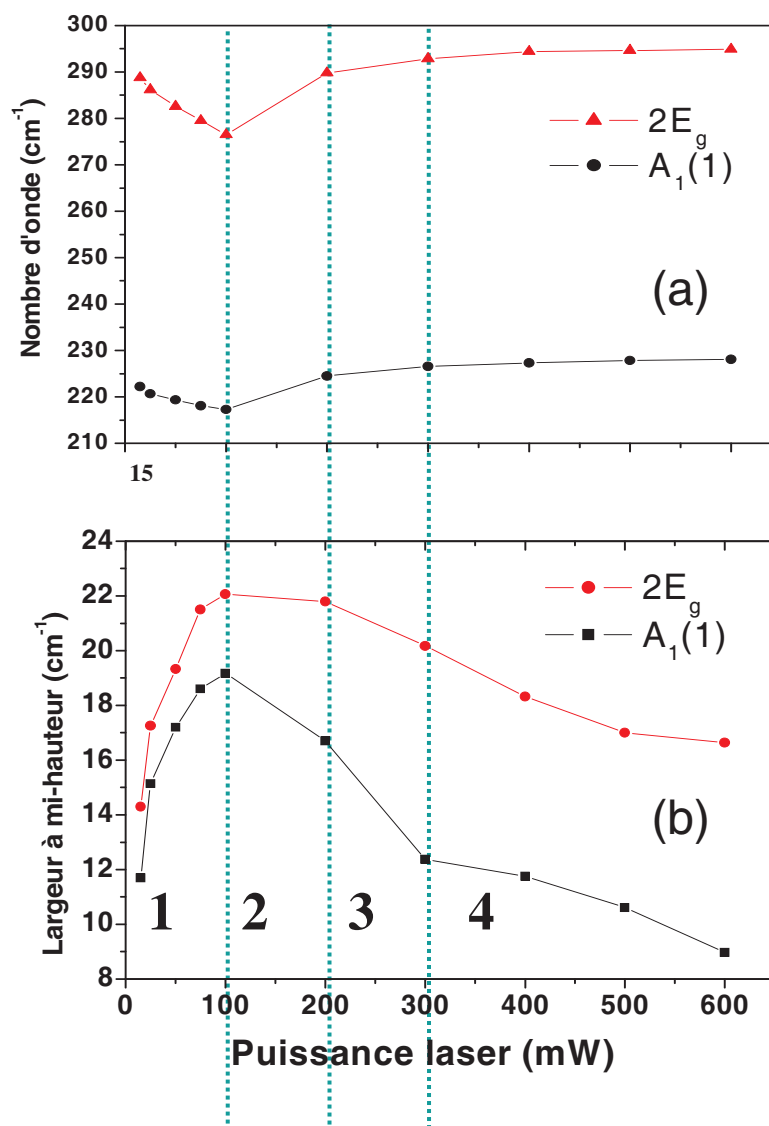 300
290
280
270
260
250
240
230
220
210
Nombre d'onde (cm-1)
2Eg
A1(1)
(a)
15
24
22
20
18
16
14
12
10
8
Largeur à mi-hauteur (cm-1)
2Eg
A1(1)
(b)
1 2 3 4
0 100 200 300 400 500 600
Puissance laser (mW)